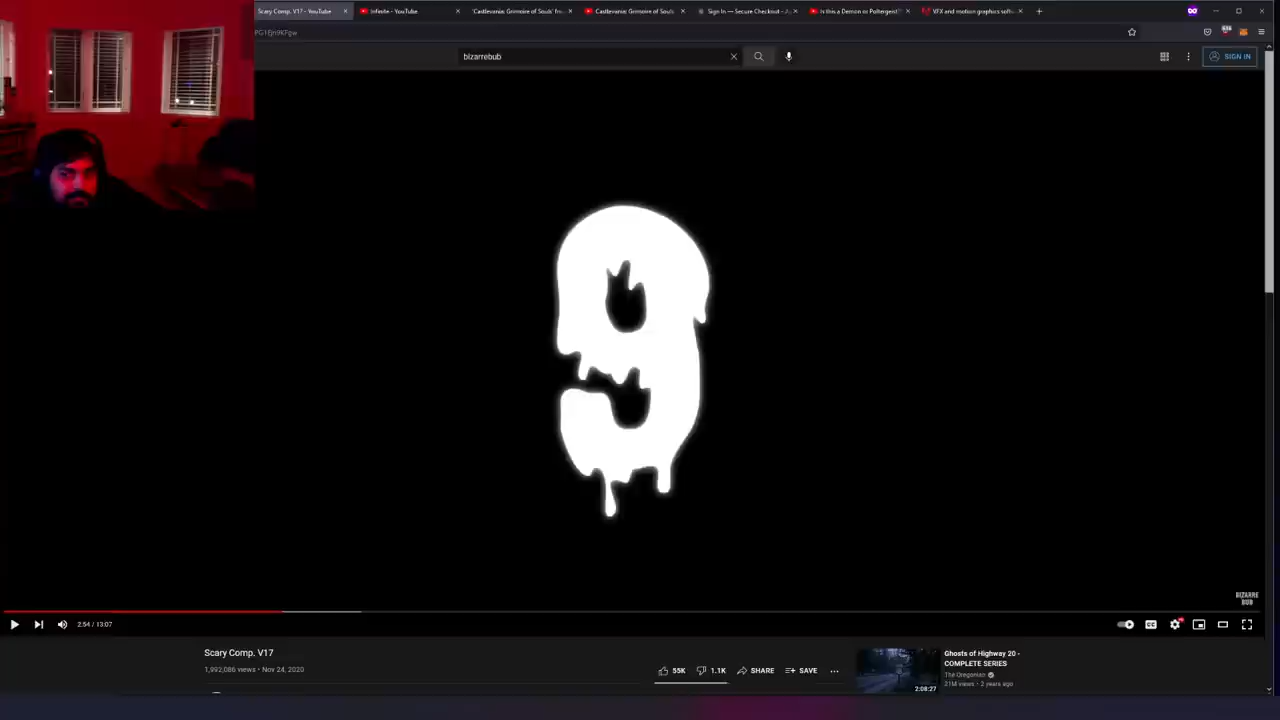 Scary Comp. V17 - YouTube
Infinite - YouTube
'Castlevania: Grimoire of Souls' fro
Castlevania: Grimoire of Souls
Sign In — Secure Checkout - A
Is this a Demon or Poltergeist?
VFX and motion graphics soft
bizarrebub
SIGN IN
9
BIZARRE
BUB
2:54 / 13:07
CC
Scary Comp. V17
1,992,086 views • Nov 24, 2020
55K
1.1K
SHARE
SAVE
Ghosts of Highway 20 -
COMPLETE SERIES
The Oregonian
21M views • 2 years ago
2:08:27